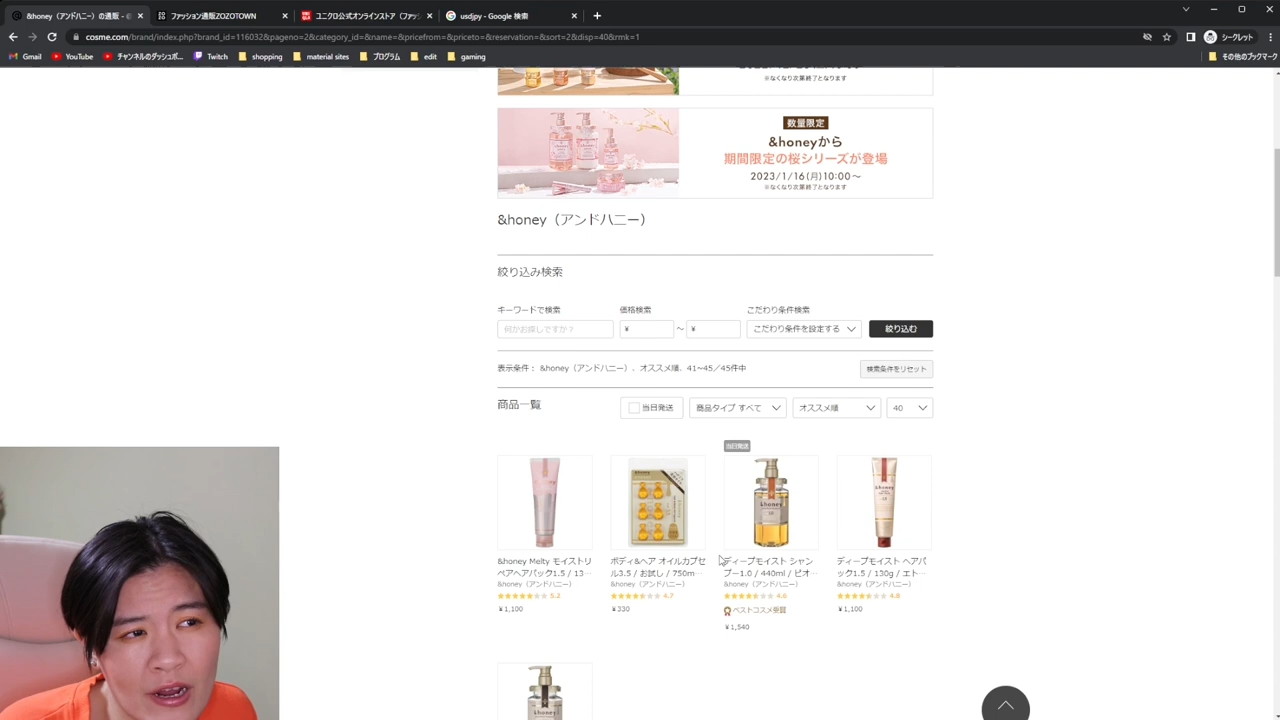 &honey（アンドハニー）の通販 - c
ファッション通販ZOZOTOWN
ユニクロ公式オンラインストア（ファッ
usdjpy - Google 検索
cosme.com/brand/index.php?brand_id=116032&pageno=2&category_id=&name=&pricefrom=&priceto=&reservation=&sort=2&disp=40&rmk=1
シークレット
Gmail
YouTube
チャンネルのダッシュボ...
Twitch
shopping
material sites
プログラム
edit
gaming
その他のブックマーク
※なくなり次第終了となります
数量限定
&honeyから
期間限定の桜シリーズが登場
2023/1/16(月)10:00～
※なくなり次第終了となります
&honey（アンドハニー）
絞り込み検索
キーワードで検索
価格検索
こだわり条件検索
何かお探しですか？
¥
～
¥
こだわり条件を設定する
絞り込む
表示条件： &honey（アンドハニー）、オススメ順、41~45／45件中
検索条件をリセット
商品一覧
当日発送
商品タイプ すべて
オススメ順
40
当日発送
&honey Melty モイストリ
ペアヘアパック1.5 / 13…
&honey（アンドハニー）
5.2
¥1,100
ボディ&ヘア オイルカプセ
ル3.5 / お試し / 750m…
&honey（アンドハニー）
4.7
¥330
ディープモイスト シャン
プー1.0 / 440ml / ピオ…
&honey（アンドハニー）
4.6
ベストコスメ受賞
¥1,540
ディープモイスト ヘアパ
ック1.5 / 130g / エト…
&honey（アンドハニー）
4.8
¥1,100
&honey